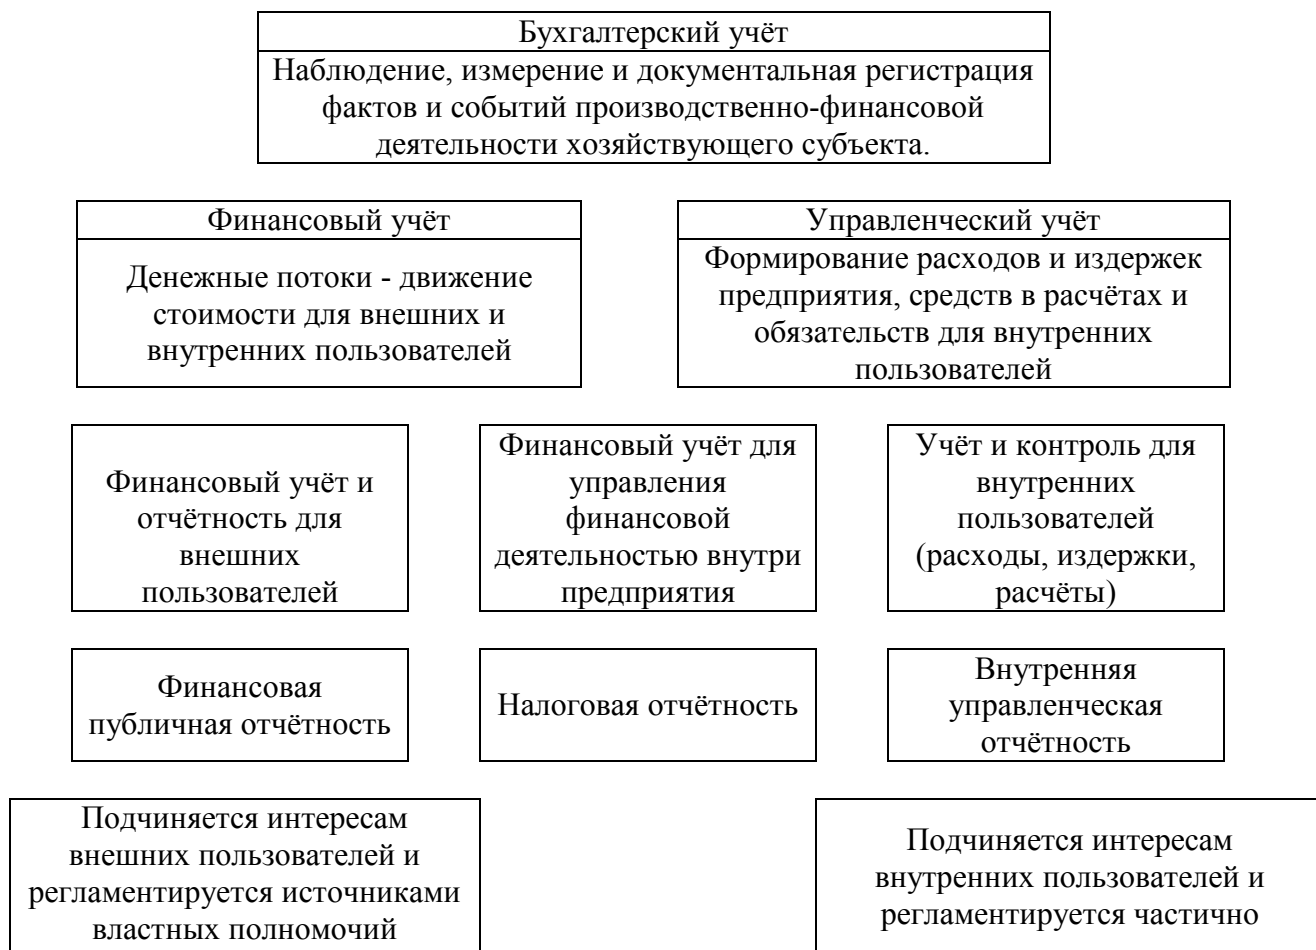 Бухгалтерский учёт
Наблюдение, измерение и документальная регистрация
фактов и событий производственно-финансовой
деятельности хозяйствующего субъекта.
Финансовый учёт
Денежные потоки - движение
стоимости для внешних и
внутренних пользователей
Управленческий учёт
Формирование расходов и издержек
предприятия, средств в расчётах и
обязательств для внутренних
пользователей
Финансовый учёт и
отчётность для
внешних
пользователей
Финансовый учёт для
управления
финансовой
деятельностью внутри
предприятия
Учёт и контроль для
внутренних
пользователей
(расходы, издержки,
расчёты)
Финансовая
публичная отчётность
Налоговая отчётность
Внутренняя
управленческая
отчётность
Подчиняется интересам
внешних пользователей и
регламентируется источниками
властных полномочий
Подчиняется интересам
внутренних пользователей и
регламентируется частично